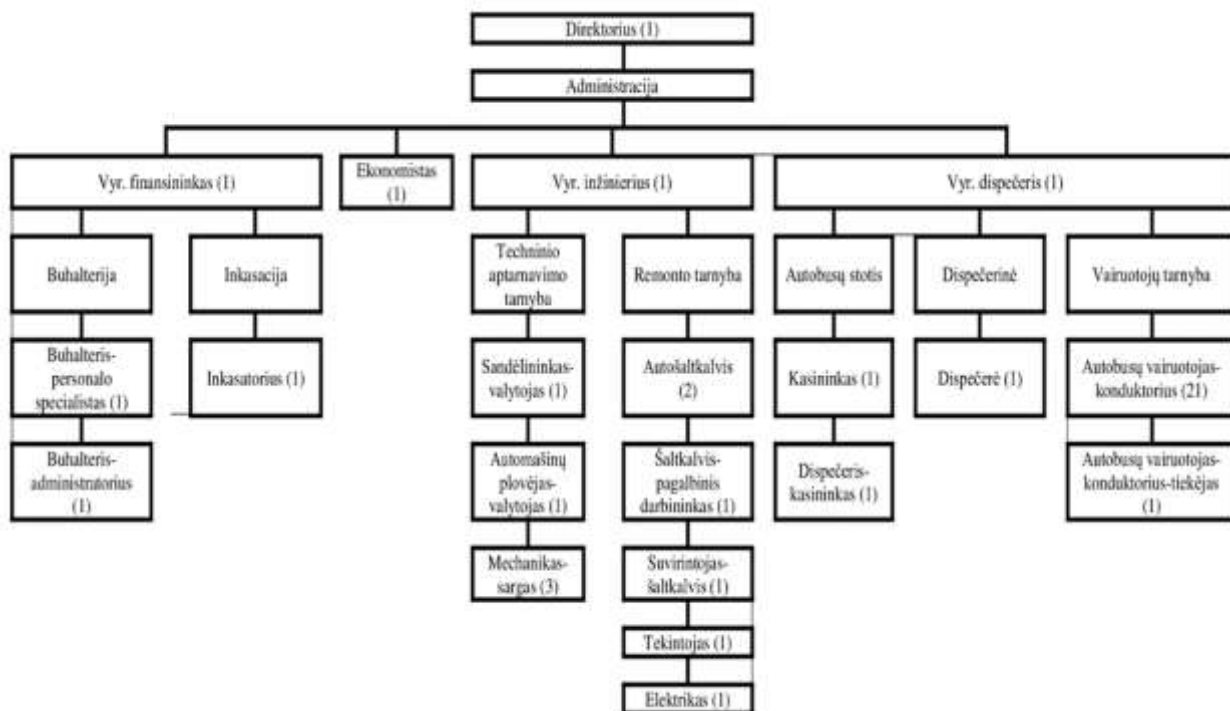 Direktorius (1)
Administracija
Vyr. finansininkas (1)
Ekonomistas
(1)
Vyr. inžinierius (1)
Vyr. dispečeris (1)
Buhalterija
Inkasacija
Techninio
aptarnavimo
tarnyba
Remonto tarnyba
Autobusų stotis
Dispečerinė
Vairuotojų tarnyba
Buhalteris-
personalo
specialistas (1)
Inkasatorius (1)
Sandėlininkas-
valytojas (1)
Autošaltkalvis
(2)
Kasininkas (1)
Dispečerė (1)
Autobusų vairuotojas-
konduktorius (21)
Buhalteris-
administratorius
(1)
Automašinų
plovėjas-
valytojas (1)
Šaltkalvis-
pagalbinis
darbininkas (1)
Dispečeris-
kasininkas (1)
Autobusų vairuotojas-
konduktorius-tiekėjas
(1)
Mechanikas-
sargas (3)
Suvirintojas-
šaltkalvis (1)
Tekintojas (1)
Elektrikas (1)